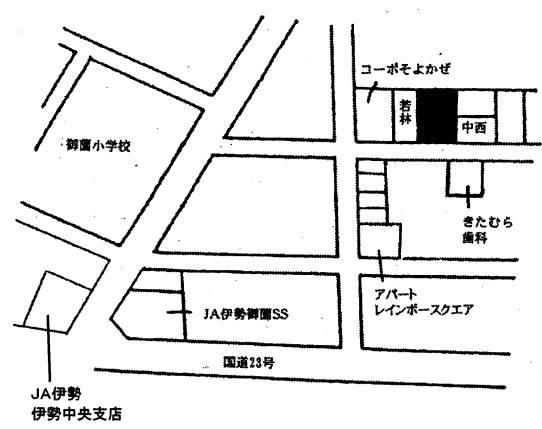 コーポそよかぜ
若林
中西
御薗小学校
きたむら
歯科
アパート
レインボースクエア
JA伊勢御薗SS
国道23号
JA伊勢
伊勢中央支店